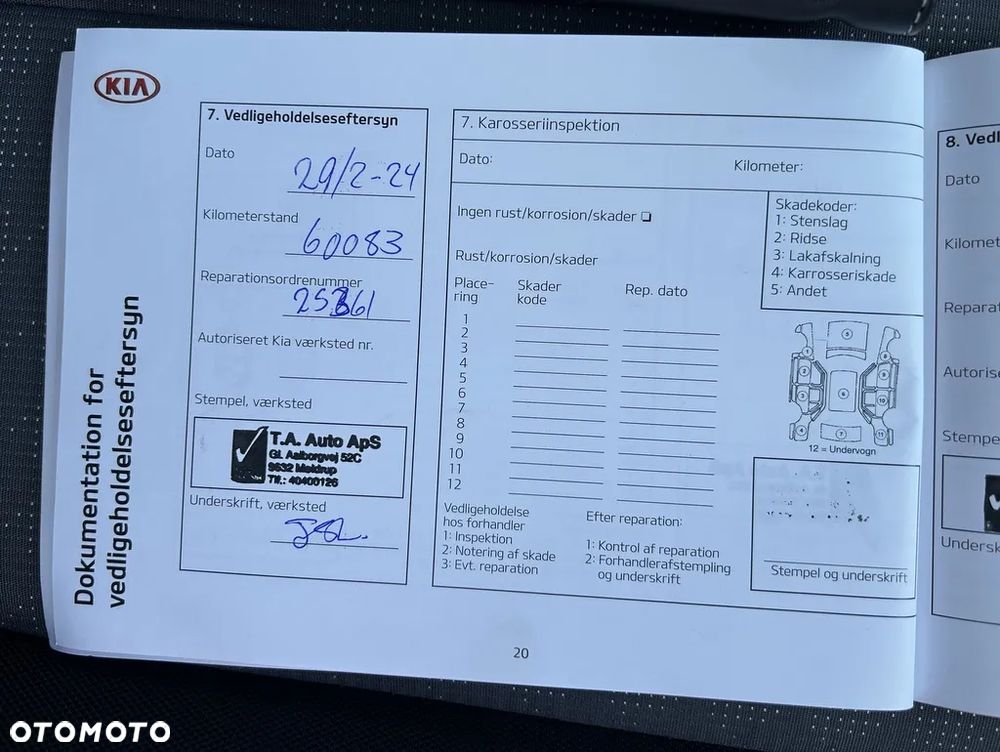 KIA
Dokumentation for
vedligeholdelseseftersyn
7. Vedligeholdelseseftersyn
Dato
29/2-24
Kilometerstand
60083
Reparationsordrenummer
Autoriseret Kia værksted nr.
Stempel, værksted
T.A. Auto ApS
Gl. Aalborgvej 52C
9632 Møldrup
Tlf.: 40400126
Underskrift, værksted
7. Karosseriinspektion
Dato:
Kilometer:
Ingen rust/korrosion/skader
Rust/korrosion/skader
Skadekoder:
1: Stenslag
2: Ridse
3: Lakafskalning
4: Karrosseriskade
5: Andet
Place-
ring
Skader
kode
Rep. dato
1
2
3
4
5
6
7
8
9
10
11
12
12 = Undervogn
Vedligeholdelse
hos forhandler
1: Inspektion
2: Notering af skade
3: Evt. reparation
Efter reparation:
1: Kontrol af reparation
2: Forhandlerafstempling
og underskrift
Stempel og underskrift
20
8. Vedl
Dato
Kilomet
Reparat
Autorise
Stempe
Undersk
OTOMOTO